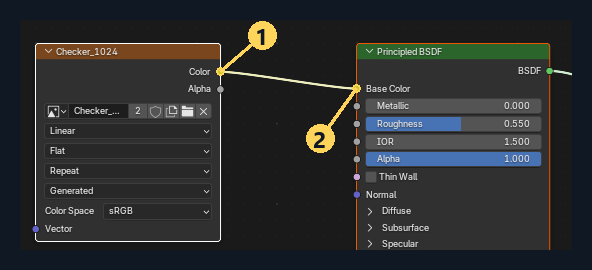 1
Checker_1024
Color
Alpha
Checker_...
2
Linear
Flat
Repeat
Generated
Color Space
sRGB
Vector
2
Principled BSDF
BSDF
Base Color
Metallic 0.000
Roughness 0.550
IOR 1.500
Alpha 1.000
Thin Wall
Normal
Diffuse
Subsurface
Specular